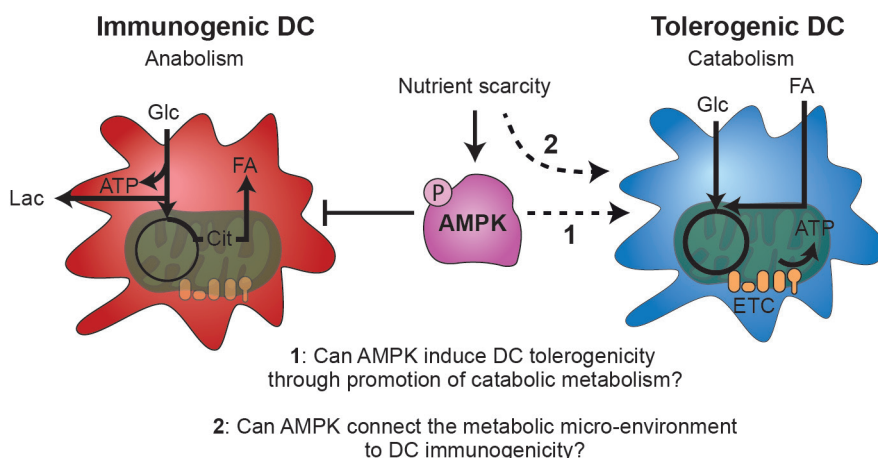 Immunogenic DC
Anabolism
Tolerogenic DC
Catabolism
Nutrient scarcity
Glc
FA
ATP
Lac
Cit
P
AMPK
2
1
Glc
FA
ATP
ETC
1: Can AMPK induce DC tolerogenicity
through promotion of catabolic metabolism?
2: Can AMPK connect the metabolic micro-environment
to DC immunogenicity?